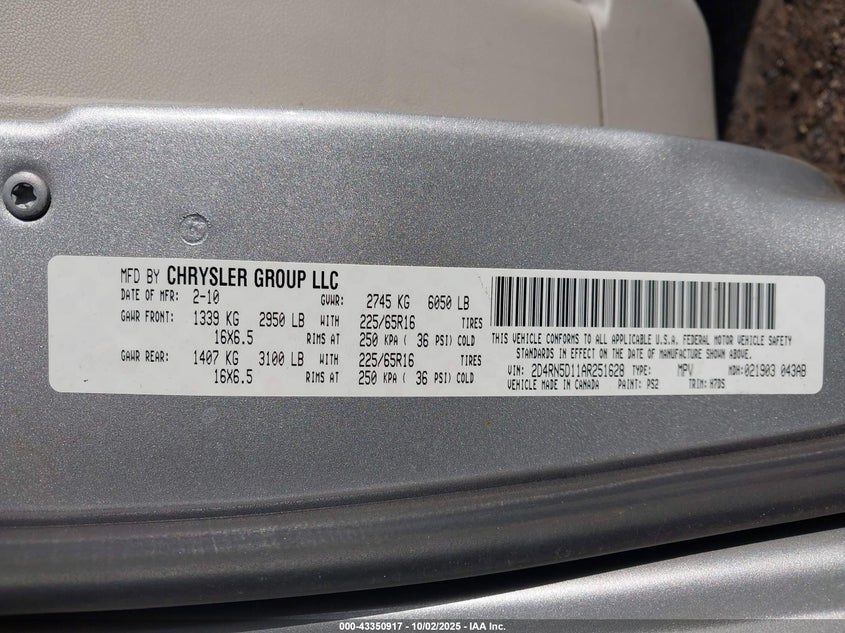 MFD BY CHRYSLER GROUP LLC
DATE OF MFR: 2-10 GVWR: 2745 KG 6050 LB
GAWR FRONT: 1339 KG 2950 LB WITH 225/65R16 TIRES
16X6.5 RIMS AT 250 KPA ( 36 PSI) COLD
GAWR REAR: 1407 KG 3100 LB WITH 225/65R16 TIRES
16X6.5 RIMS AT 250 KPA ( 36 PSI) COLD
THIS VEHICLE CONFORMS TO ALL APPLICABLE U.S.A. FEDERAL MOTOR VEHICLE SAFETY
STANDARDS IN EFFECT ON THE DATE OF MANUFACTURE SHOWN ABOVE.
VIN: 2D4RN5D11AR251628 TYPE: MPV MDH: 021903 043AB
VEHICLE MADE IN CANADA PAINT: PS2 TRIM: H7DS
000-43350917 - 10/02/2025 - IAA Inc.